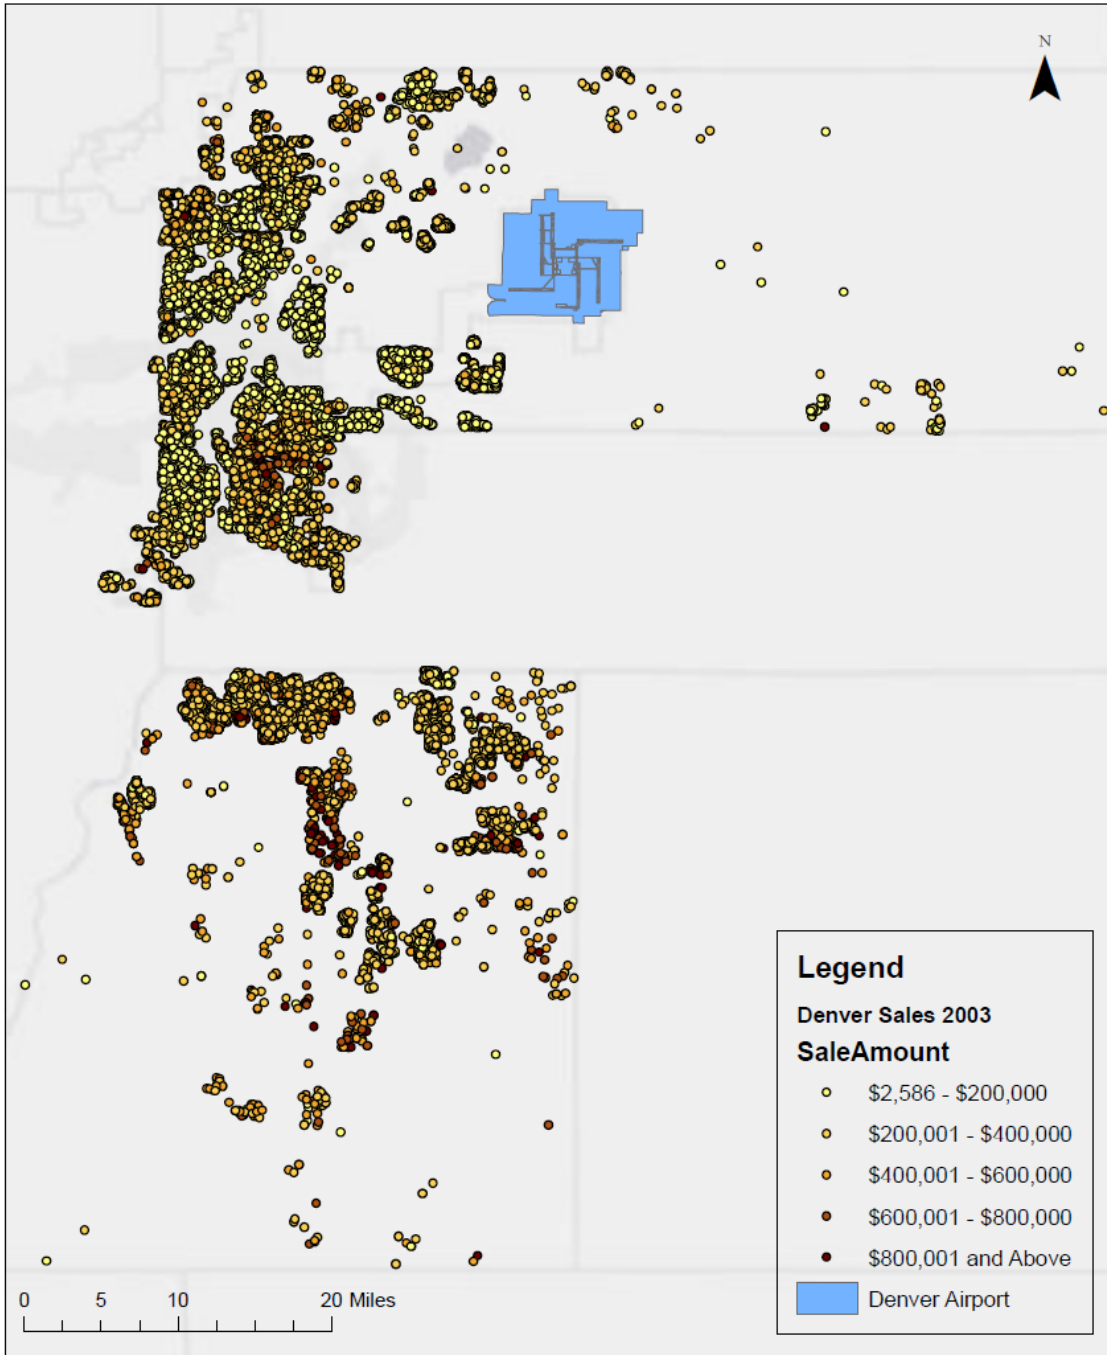 N
Legend
Denver Sales 2003
SaleAmount
$2,586 - $200,000
$200,001 - $400,000
$400,001 - $600,000
$600,001 - $800,000
$800,001 and Above
Denver Airport
0 5 10 20 Miles